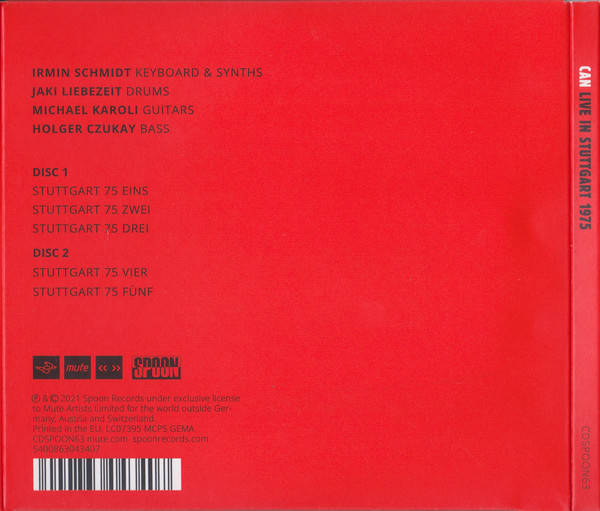 IRMIN SCHMIDT KEYBOARD & SYNTHS
JAKI LIEBEZEIT DRUMS
MICHAEL KAROLI GUITARS
HOLGER CZUKAY BASS
DISC 1
STUTTGART 75 EINS
STUTTGART 75 ZWEI
STUTTGART 75 DREI
DISC 2
STUTTGART 75 VIER
STUTTGART 75 FÜNF
mute
SPOON
℗ & © 2021 Spoon Records under exclusive license
to Mute Artists Limited for the world outside Ger-
many, Austria and Switzerland.
Printed in the EU. LC07395 MCPS GEMA.
CDSPOON63 mute.com spoonrecords.com
5400863043407
CAN LIVE IN STUTTGART 1975
CDSPOON63